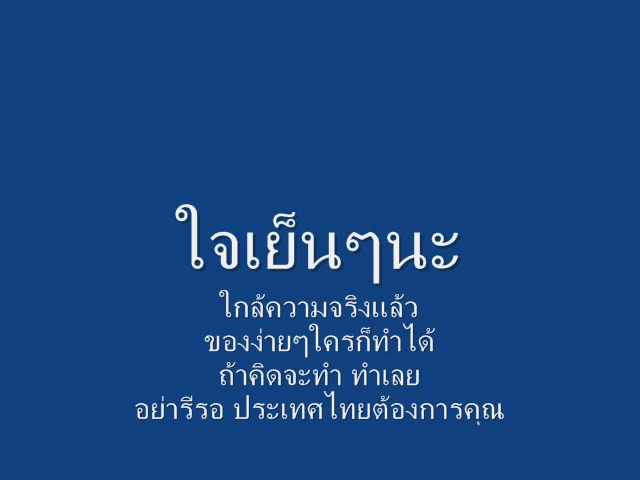 ใจเย็นๆนะ
ใกล้ความจริงแล้ว
ของง่ายๆใครก็ทำได้
ถ้าคิดจะทำ ทำเลย
อย่ารีรอ ประเทศไทยต้องการคุณ